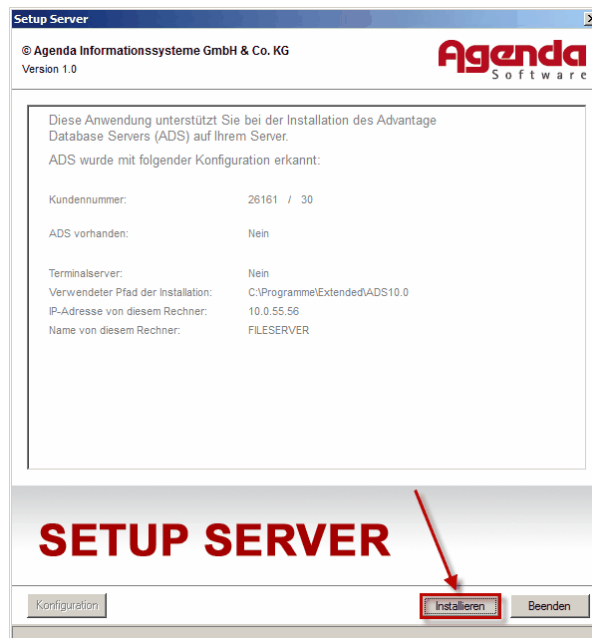 Setup Server
© Agenda Informationssysteme GmbH & Co. KG
Version 1.0
Agenda
Software
Diese Anwendung unterstützt Sie bei der Installation des Advantage
Database Servers (ADS) auf Ihrem Server.
ADS wurde mit folgender Konfiguration erkannt:
Kundennummer: 26161 / 30
ADS vorhanden: Nein
Terminalserver: Nein
Verwendeter Pfad der Installation: C:\Programme\Extended\ADS10.0
IP-Adresse von diesem Rechner: 10.0.55.56
Name von diesem Rechner: FILESERVER
SETUP SERVER
Konfiguration Installieren Beenden